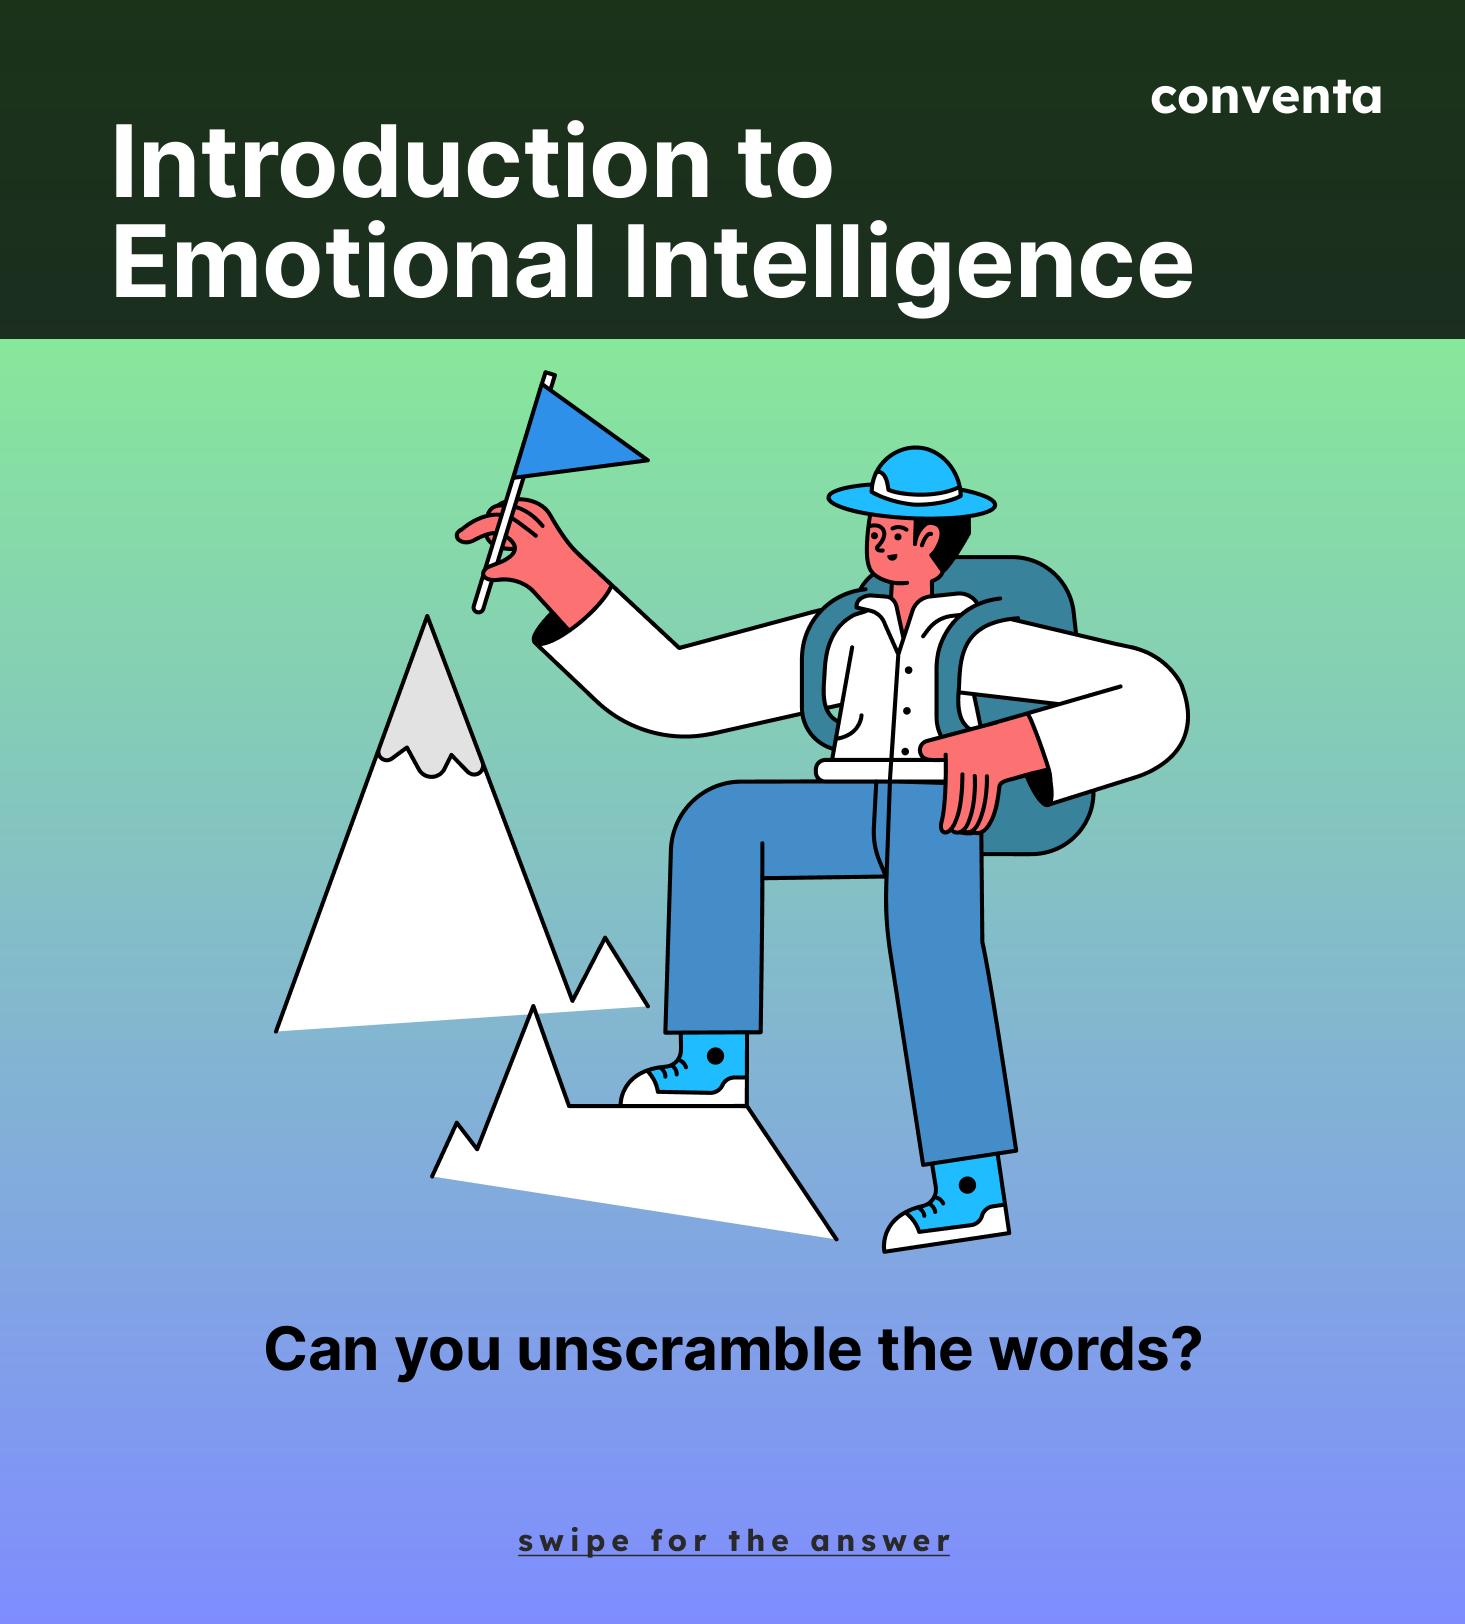 conventa
Introduction to
Emotional Intelligence
Can you unscramble the words?
swipe for the answer